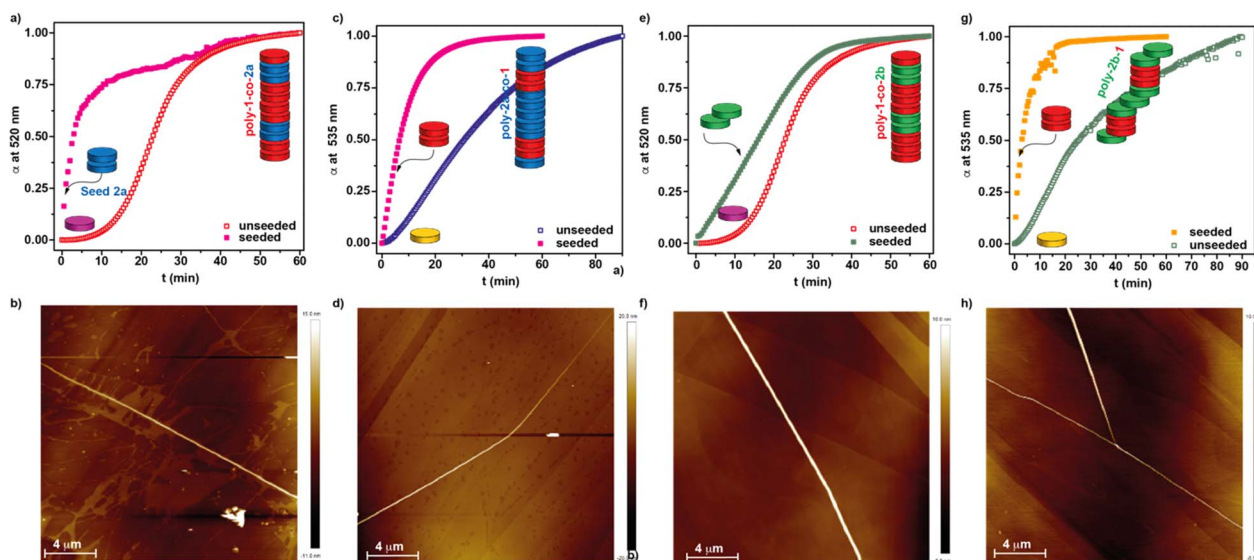 a)
α at 520 nm
1.00
0.75
0.50
0.25
0.00
poly-1-co-2a
Seed 2a
unseeded
seeded
0 10 20 30 40 50 60
t (min)
c)
α at 535 nm
1.00
0.75
0.50
0.25
0.00
poly-2a-co-1
unseeded
seeded
0 20 40 60
a)
t (min)
e)
α at 520 nm
1.00
0.75
0.50
0.25
0.00
poly-1-co-2b
unseeded
seeded
0 10 20 30 40 50 60
t (min)
g)
α at 535 nm
1.00
0.75
0.50
0.25
0.00
poly-2b-1
seeded
unseeded
0 10 20 30 40 50 60 70 80 90
t (min)
b)
4 μm
d)
20.0 nm
4 μm
f)
4 μm
h)
4 μm